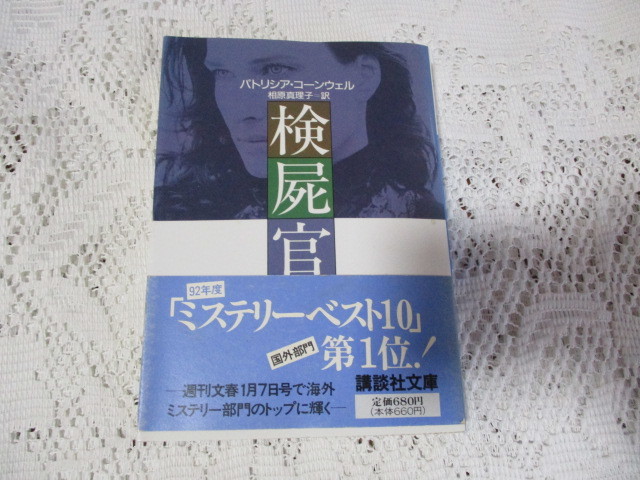 パトリシア・コーンウェル
相原真理子=訳
検屍官
92年度
「ミステリーベスト10」
国外部門
第1位!
―週刊文春1月7日号で海外
ミステリー部門のトップに輝く―
講談社文庫
定価680円
(本体660円)